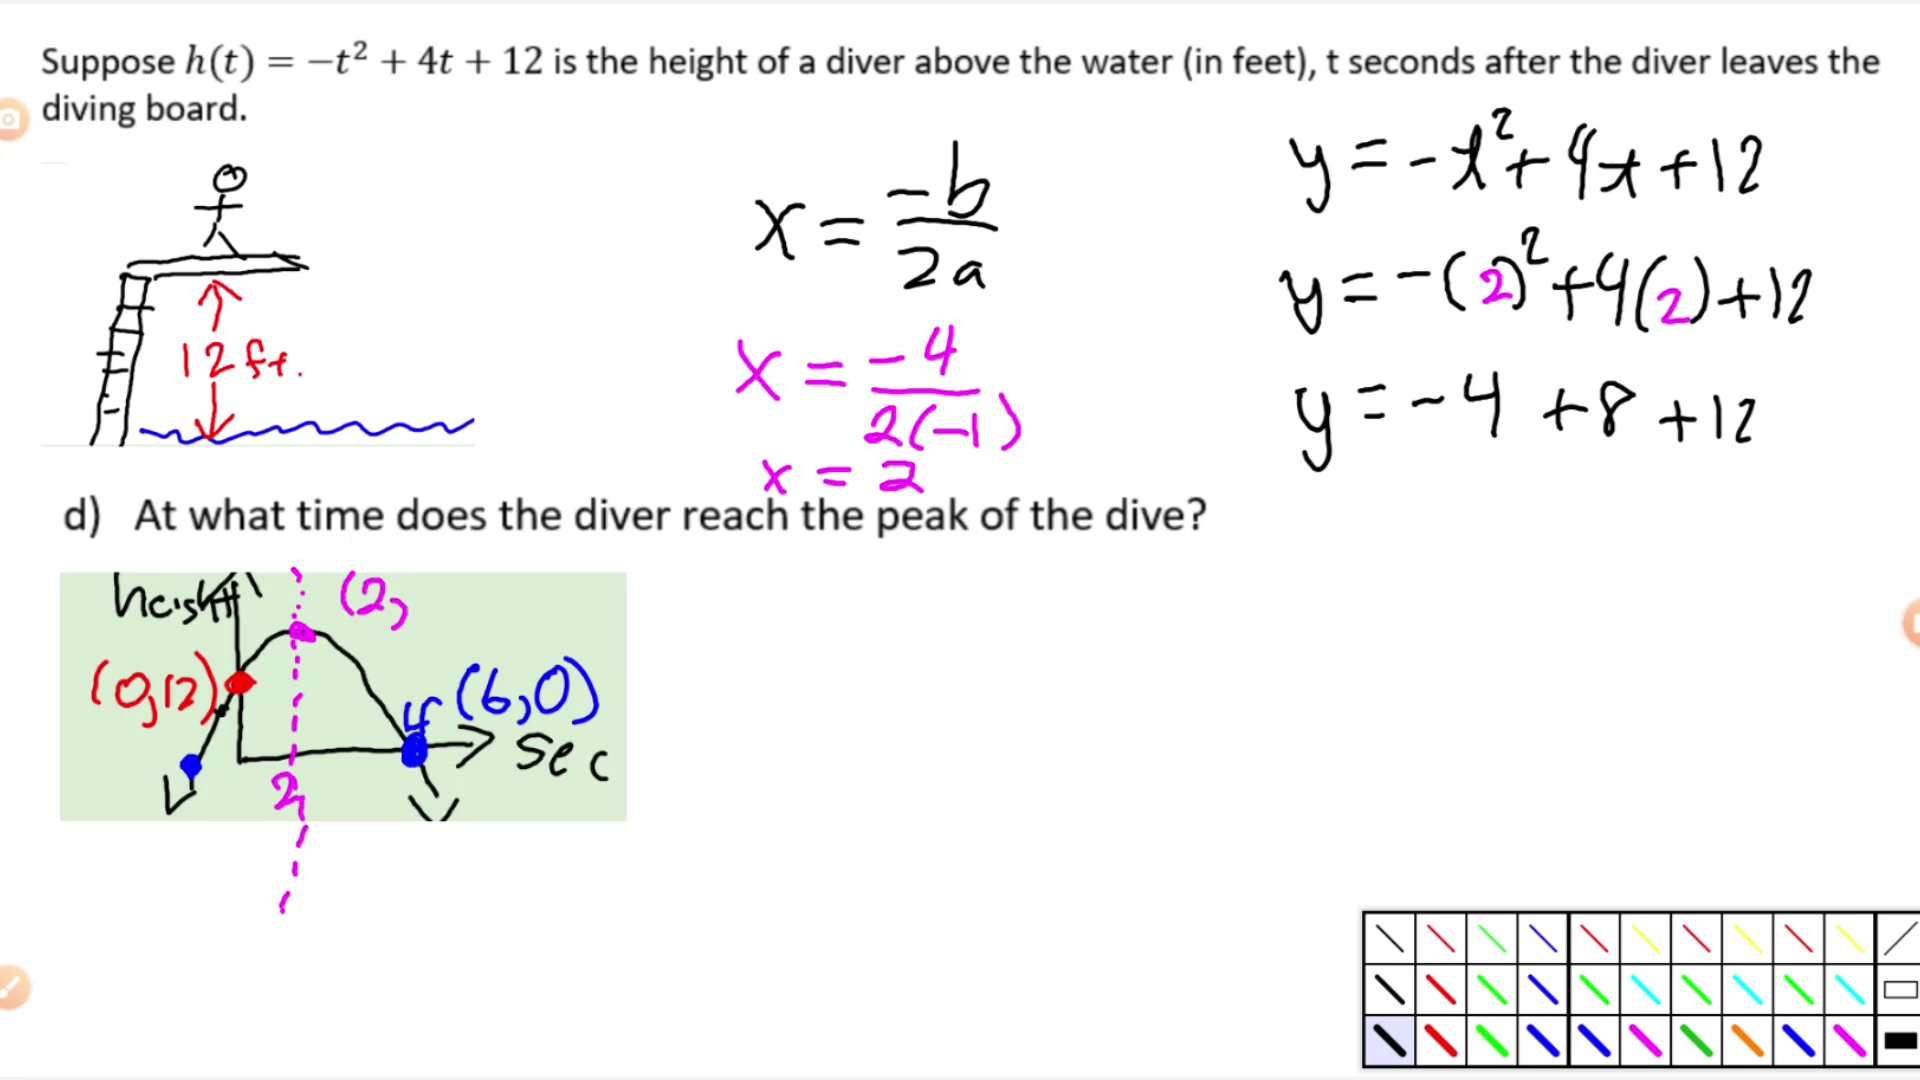 Suppose h(t) = −t² + 4t + 12 is the height of a diver above the water (in feet), t seconds after the diver leaves the
diving board.
12 ft.
x = -b/2a
x = -4/2(-1)
x = 2
y = -x² + 4x + 12
y = -(2)² + 4(2) + 12
y = -4 + 8 + 12
d) At what time does the diver reach the peak of the dive?
height
(2,
(0,12)
(6,0)
sec
2